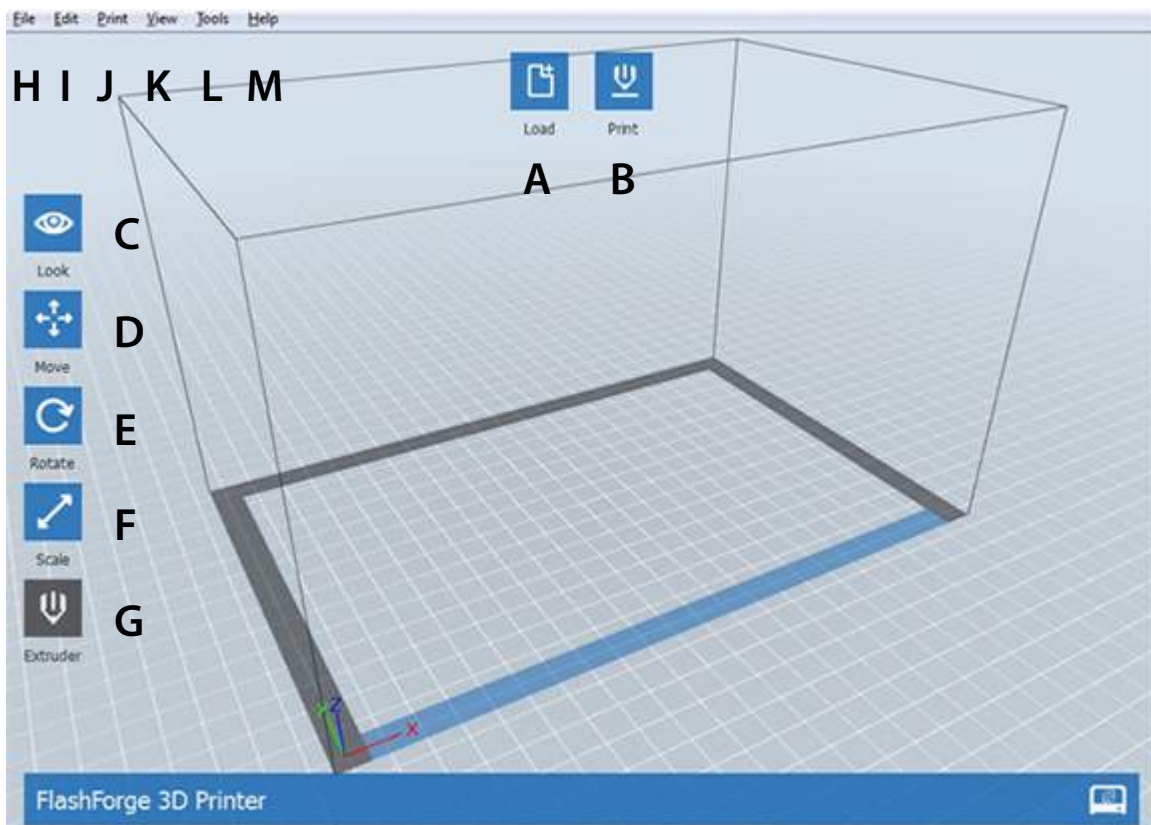 File Edit Print View Tools Help
H I J K L M
Load Print
A B
C
Look
D
Move
E
Rotate
F
Scale
G
Extruder
Y Z X
FlashForge 3D Printer